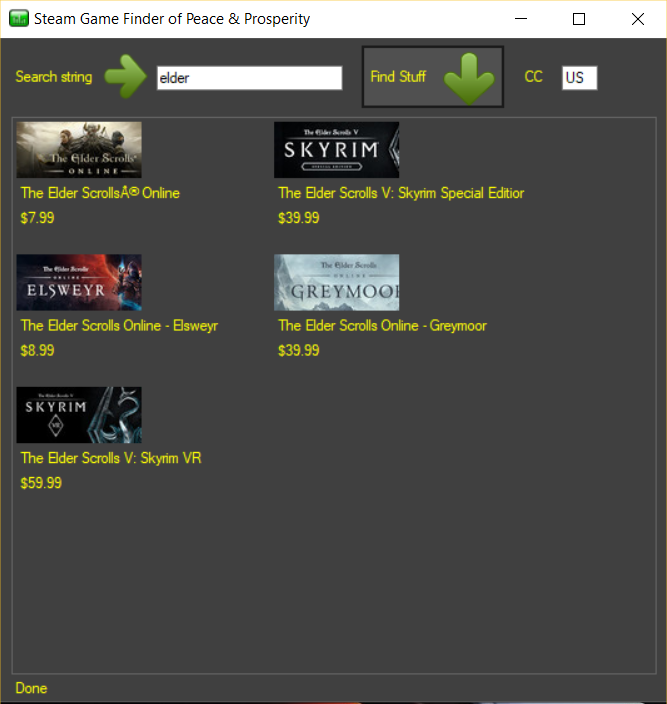 Steam Game Finder of Peace & Prosperity
Search string
elder
Find Stuff
CC
US
The Elder Scrolls
ONLINE
The Elder Scrolls V
SKYRIM
SPECIAL EDITION
The Elder ScrollsÂ® Online
The Elder Scrolls V: Skyrim Special Editior
$7.99
$39.99
The Elder Scrolls
ONLINE
ELSWEYR
The Elder Scrolls
ONLINE
GREYMOOR
The Elder Scrolls Online - Elsweyr
The Elder Scrolls Online - Greymoor
$8.99
$39.99
The Elder Scrolls V
SKYRIM
VR
The Elder Scrolls V: Skyrim VR
$59.99
Done